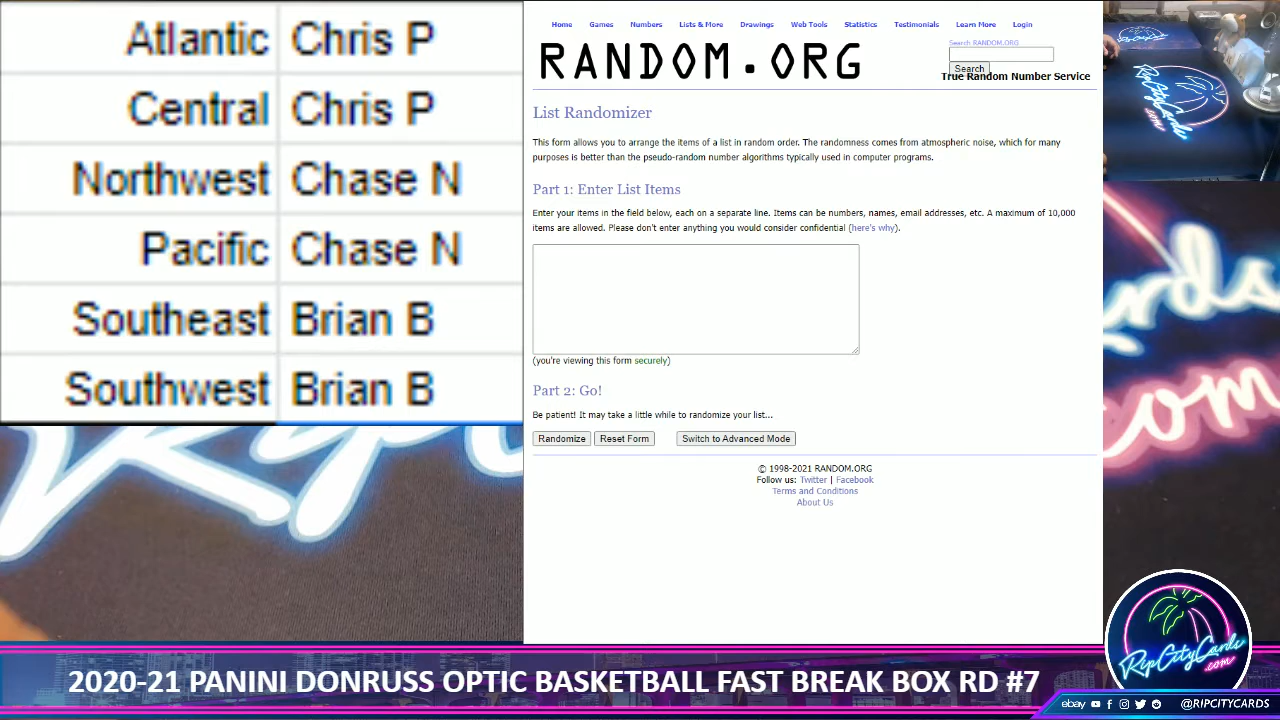 Atlantic Chris P
Central Chris P
Northwest Chase N
Pacific Chase N
Southeast Brian B
Southwest Brian B
Home Games Numbers Lists & More Drawings Web Tools Statistics Testimonials Learn More Login
RANDOM.ORG
Search RANDOM.ORG
Search
True Random Number Service
List Randomizer
This form allows you to arrange the items of a list in random order. The randomness comes from atmospheric noise, which for many
purposes is better than the pseudo-random number algorithms typically used in computer programs.
Part 1: Enter List Items
Enter your items in the field below, each on a separate line. Items can be numbers, names, email addresses, etc. A maximum of 10,000
items are allowed. Please don't enter anything you would consider confidential (here's why).
(you're viewing this form securely)
Part 2: Go!
Be patient! It may take a little while to randomize your list...
Randomize Reset Form Switch to Advanced Mode
© 1998-2021 RANDOM.ORG
Follow us: Twitter | Facebook
Terms and Conditions
About Us
RipCityCards
.com
ards
com
RipCityCards
.com
2020-21 PANINI DONRUSS OPTIC BASKETBALL FAST BREAK BOX RD #7
ebay @RIPCITYCARDS